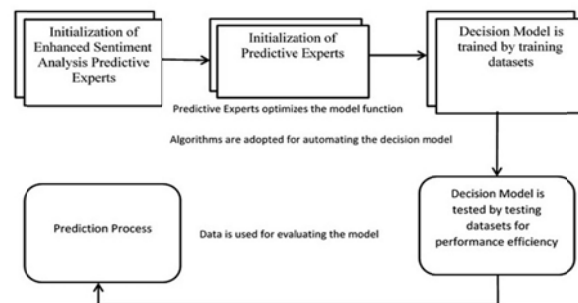 Initialization of
Enhanced Sentiment
Analysis Predictive
Experts
Initialization of
Predictive Experts
Decision Model is
trained by training
datasets
Predictive Experts optimizes the model function
Algorithms are adopted for automating the decision model
Prediction Process
Data is used for evaluating the model
Decision Model is
tested by testing
datasets for
performance efficiency